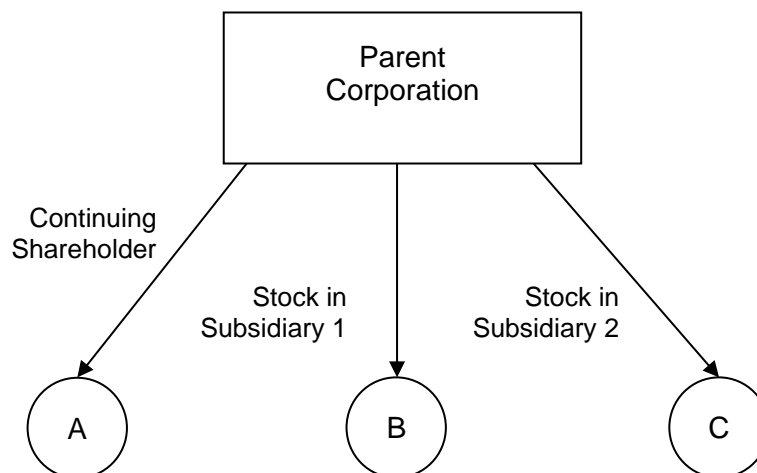 Parent
Corporation
Continuing
Shareholder
Stock in
Subsidiary 1
Stock in
Subsidiary 2
A
B
C